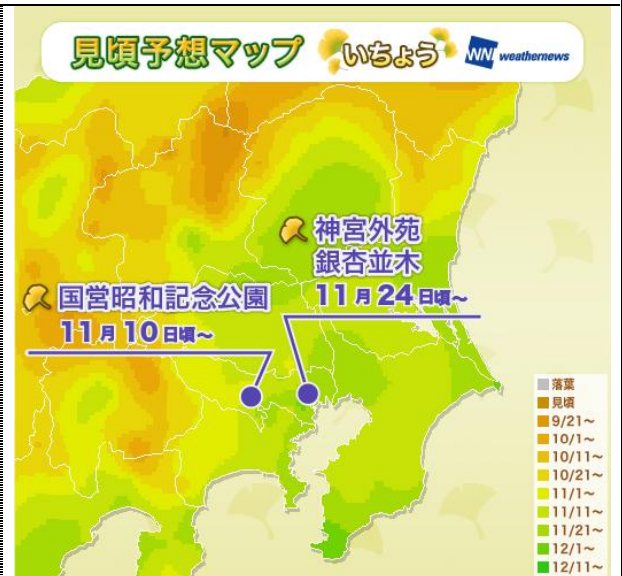 見頃予想マップ いちょう WNI weathernews
神宮外苑
銀杏並木
11月24日頃~
国営昭和記念公園
11月10日頃~
落葉
見頃
9/21~
10/1~
10/11~
10/21~
11/1~
11/11~
11/21~
12/1~
12/11~